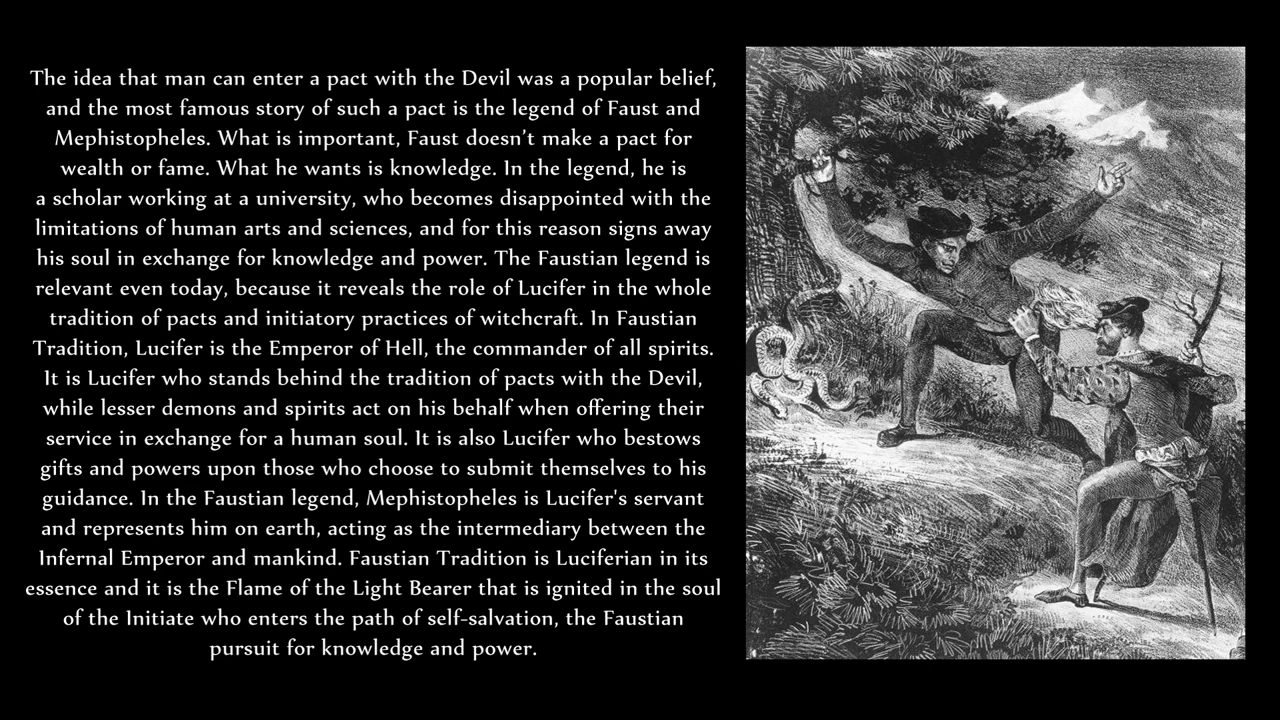 The idea that man can enter a pact with the Devil was a popular belief,
and the most famous story of such a pact is the legend of Faust and
Mephistopheles. What is important, Faust doesn't make a pact for
wealth or fame. What he wants is knowledge. In the legend, he is
a scholar working at a university, who becomes disappointed with the
limitations of human arts and sciences, and for this reason signs away
his soul in exchange for knowledge and power. The Faustian legend is
relevant even today, because it reveals the role of Lucifer in the whole
tradition of pacts and initiatory practices of witchcraft. In Faustian
Tradition, Lucifer is the Emperor of Hell, the commander of all spirits.
It is Lucifer who stands behind the tradition of pacts with the Devil,
while lesser demons and spirits act on his behalf when offering their
service in exchange for a human soul. It is also Lucifer who bestows
gifts and powers upon those who choose to submit themselves to his
guidance. In the Faustian legend, Mephistopheles is Lucifer's servant
and represents him on earth, acting as the intermediary between the
Infernal Emperor and mankind. Faustian Tradition is Luciferian in its
essence and it is the Flame of the Light Bearer that is ignited in the soul
of the Initiate who enters the path of self-salvation, the Faustian
pursuit for knowledge and power.